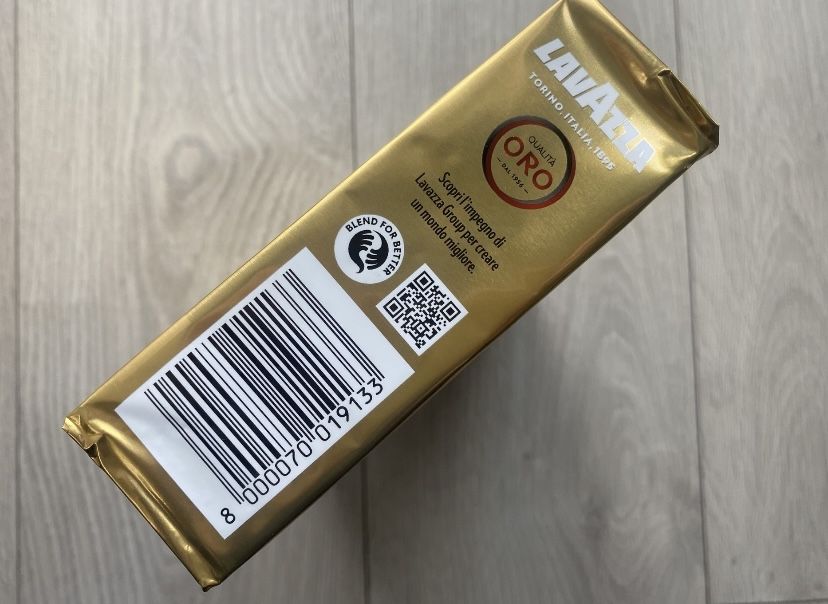 LAVAZZA
TORINO, ITALIA, 1895
QUALITÀ
ORO
— DAL 1956 —
Scopri l'impegno di
Lavazza Group per creare
un mondo migliore.
BLEND FOR BETTER
8 000070 019133